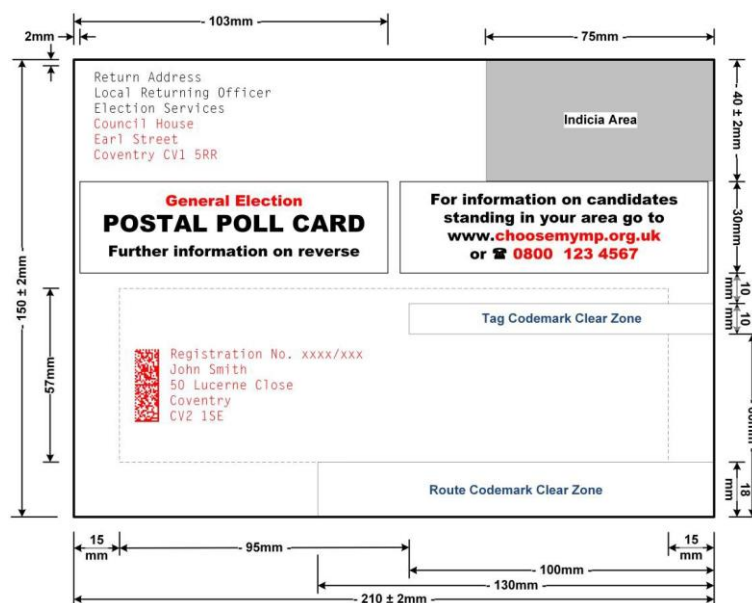 103mm
2mm
75mm
Return Address
Local Returning Officer
Election Services
Council House
Earl Street
Coventry CV1 5RR
Indicia Area
40 ± 2mm
General Election
POSTAL POLL CARD
Further information on reverse
For information on candidates
standing in your area go to
www.choosemymp.org.uk
or ☎ 0800 123 4567
30mm
150 ± 2mm
10
mm
10
mm
Tag Codemark Clear Zone
57mm
Registration No. xxxx/xxx
John Smith
50 Lucerne Close
Coventry
CV2 1SE
Route Codemark Clear Zone
18
mm
15
mm
95mm
15
mm
100mm
130mm
210 ± 2mm